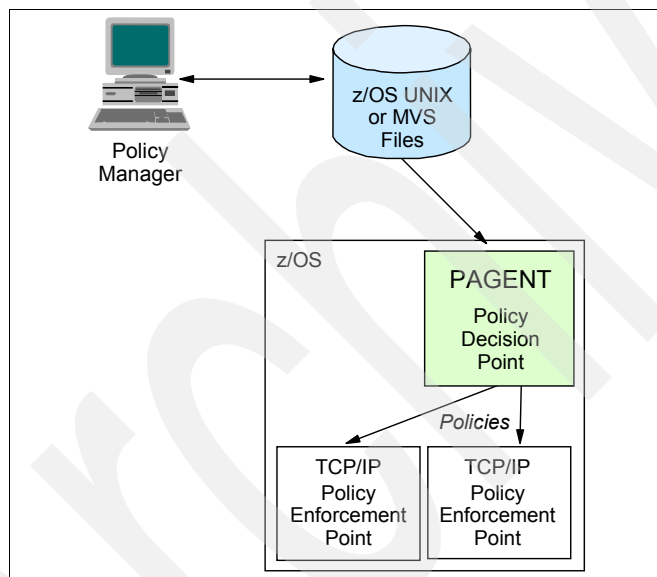 z/OS UNIX
or MVS
Files
Policy
Manager
z/OS
PAGENT
Policy
Decision
Point
Policies
TCP/IP
Policy
Enforcement
Point
TCP/IP
Policy
Enforcement
Point